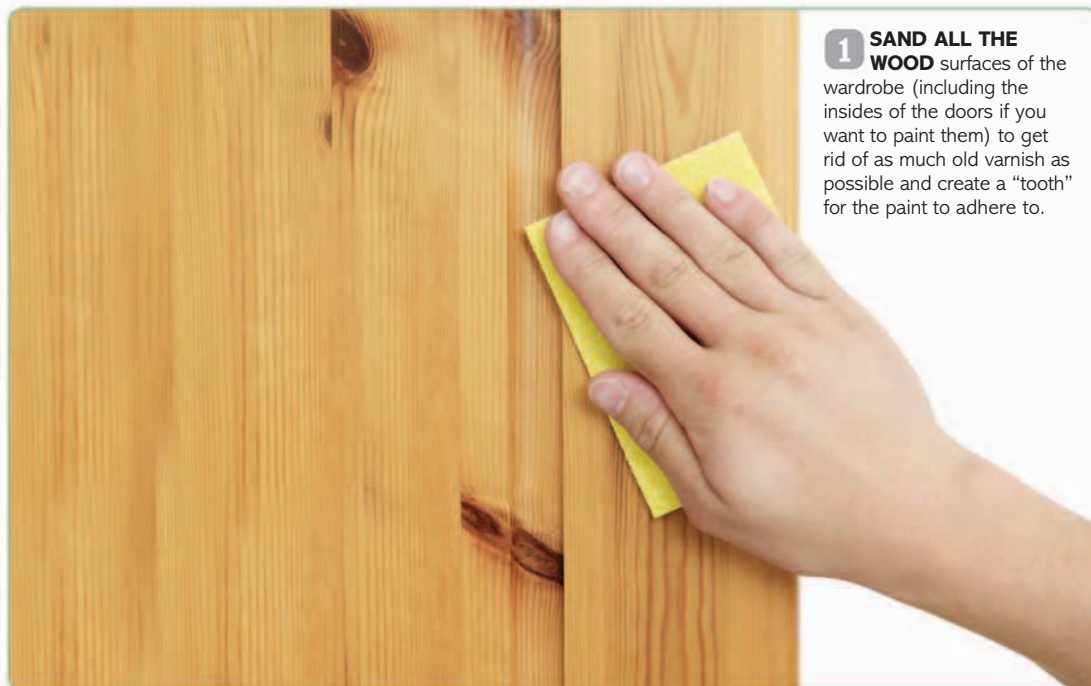 1 SAND ALL THE
WOOD surfaces of the
wardrobe (including the
insides of the doors if you
want to paint them) to get
rid of as much old varnish as
possible and create a “tooth”
for the paint to adhere to.